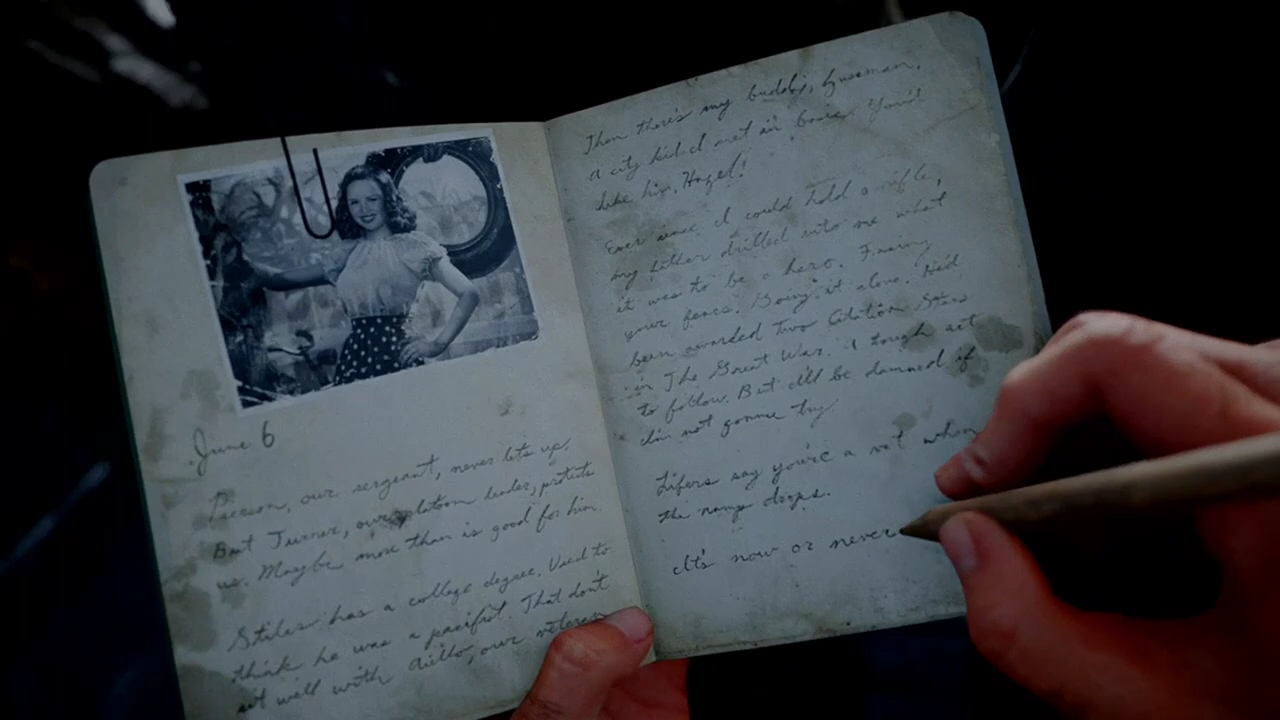 June 6
Pierson, our sergeant, never lets up.
But Turner, our platoon leader, protects
us. Maybe more than is good for him.
Stiles has a college degree. Used to
think he was a pacifist. That don't
sit well with Aiello, our veteran
Then there's my buddy, Zussman,
a city kid I met in Basic. You'd
like him, Hazel!
Ever since I could hold a rifle,
my father drilled into me what
it was to be a hero. Facing
your fears. Doing it alone. He'd
been awarded Two Citation Stars
in The Great War. A tough act
to follow. But I'll be damned if
I'm not gonna try.
Lifers say you're a vet when
the ramp drops.
It's now or never